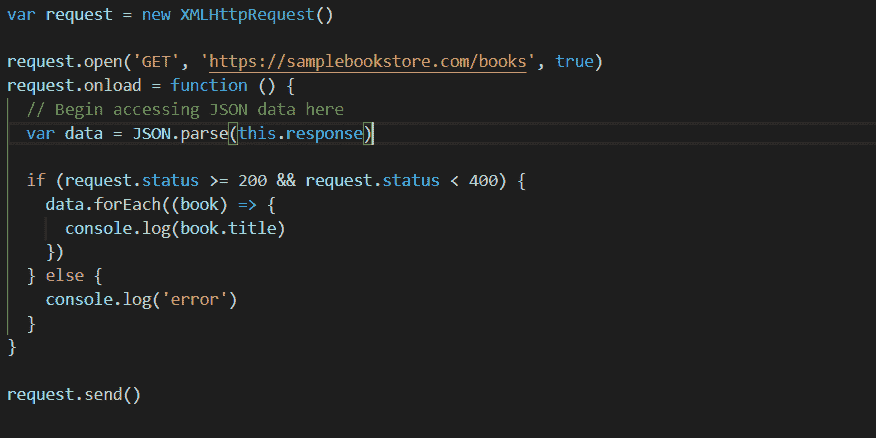 var request = new XMLHttpRequest()
request.open('GET', 'https://samplebookstore.com/books', true)
request.onload = function () {
  // Begin accessing JSON data here
  var data = JSON.parse(this.response)
  if (request.status >= 200 && request.status < 400) {
    data.forEach((book) => {
      console.log(book.title)
    })
  } else {
    console.log('error')
  }
}
request.send()